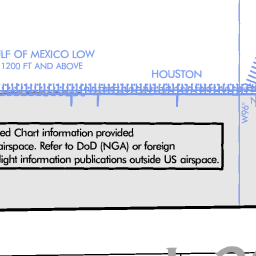 LF OF MEXICO LOW
1200 FT AND ABOVE
HOUSTON
W96°
ed Chart information provided
airspace. Refer to DoD (NGA) or foreign
light information publications outside US airspace.